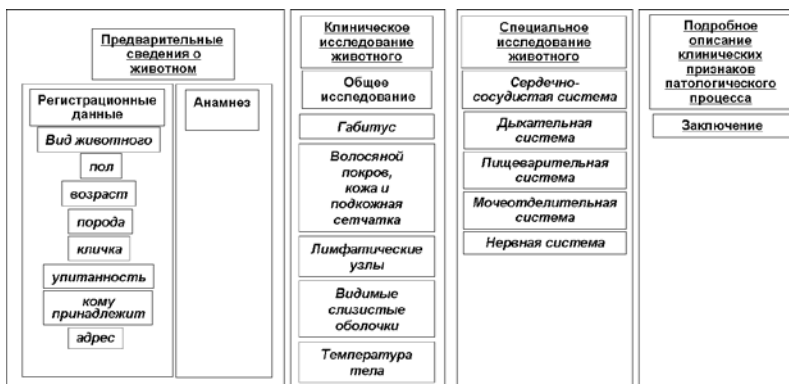 Предварительные
сведения о
животном
Регистрационные
данные
Вид животного
пол
возраст
порода
кличка
упитанность
кому
принадлежит
адрес
Анамнез
Клиническое
исследование
животного
Общее
исследование
Габитус
Волосяной
покров,
кожа и
подкожная
сетчатка
Лимфатические
узлы
Видимые
слизистые
оболочки
Температура
тела
Специальное
исследование
животного
Сердечно-
сосудистая система
Дыхательная
система
Пищеварительная
система
Мочеотделительная
система
Нервная система
Подробное
описание
клинических
признаков
патологического
процесса
Заключение